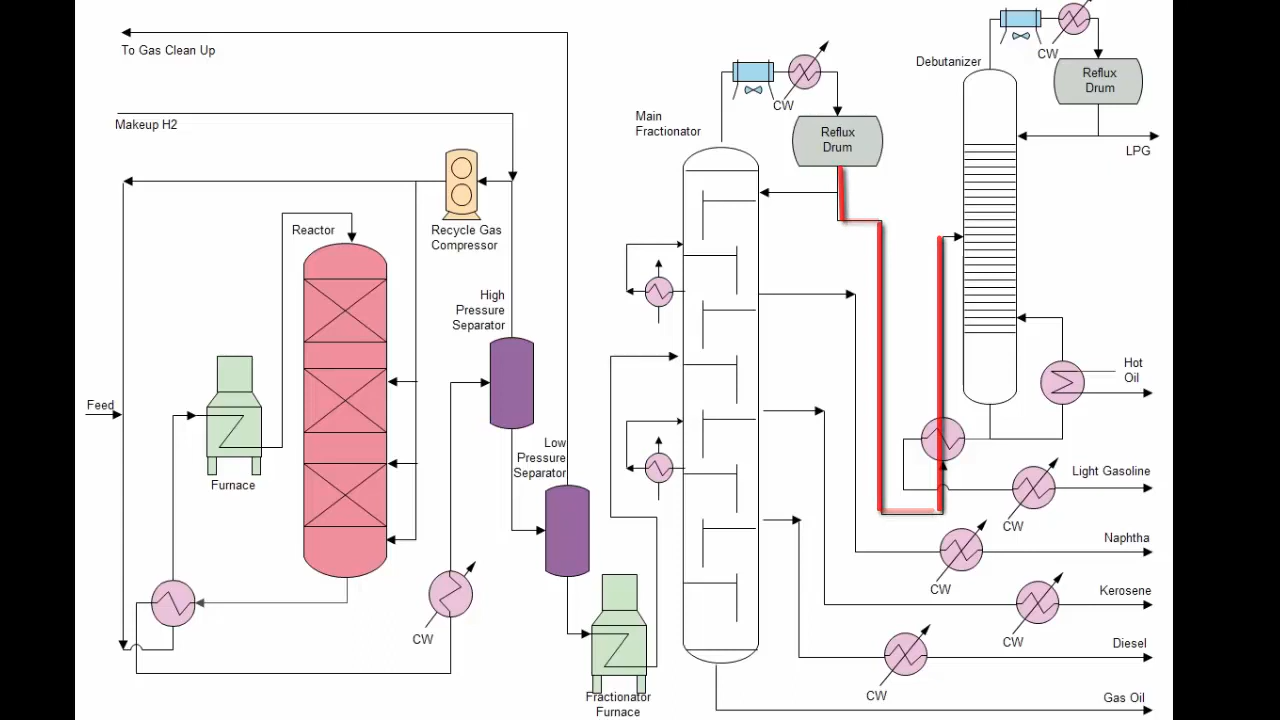 To Gas Clean Up
Makeup H2
Recycle Gas
Compressor
Reactor
High
Pressure
Separator
Feed
Furnace
Low
Pressure
Separator
CW
Fractionator
Furnace
Main
Fractionator
CW
Reflux
Drum
Debutanizer
CW
Reflux
Drum
LPG
Hot
Oil
Light Gasoline
CW
Naphtha
CW
Kerosene
CW
Diesel
CW
Gas Oil